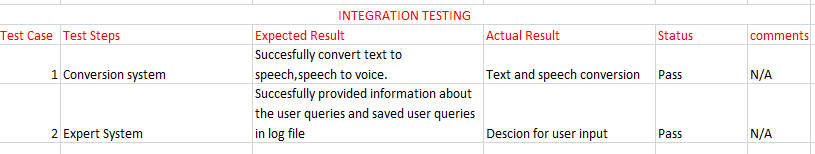 INTEGRATION TESTING
Test Case Test Steps Expected Result Actual Result Status comments
Succesfully convert text to
1 Conversion system speech,speech to voice. Text and speech conversion Pass N/A
Succesfully provided information about
the user queries and saved user queries
2 Expert System in log file Descion for user input Pass N/A